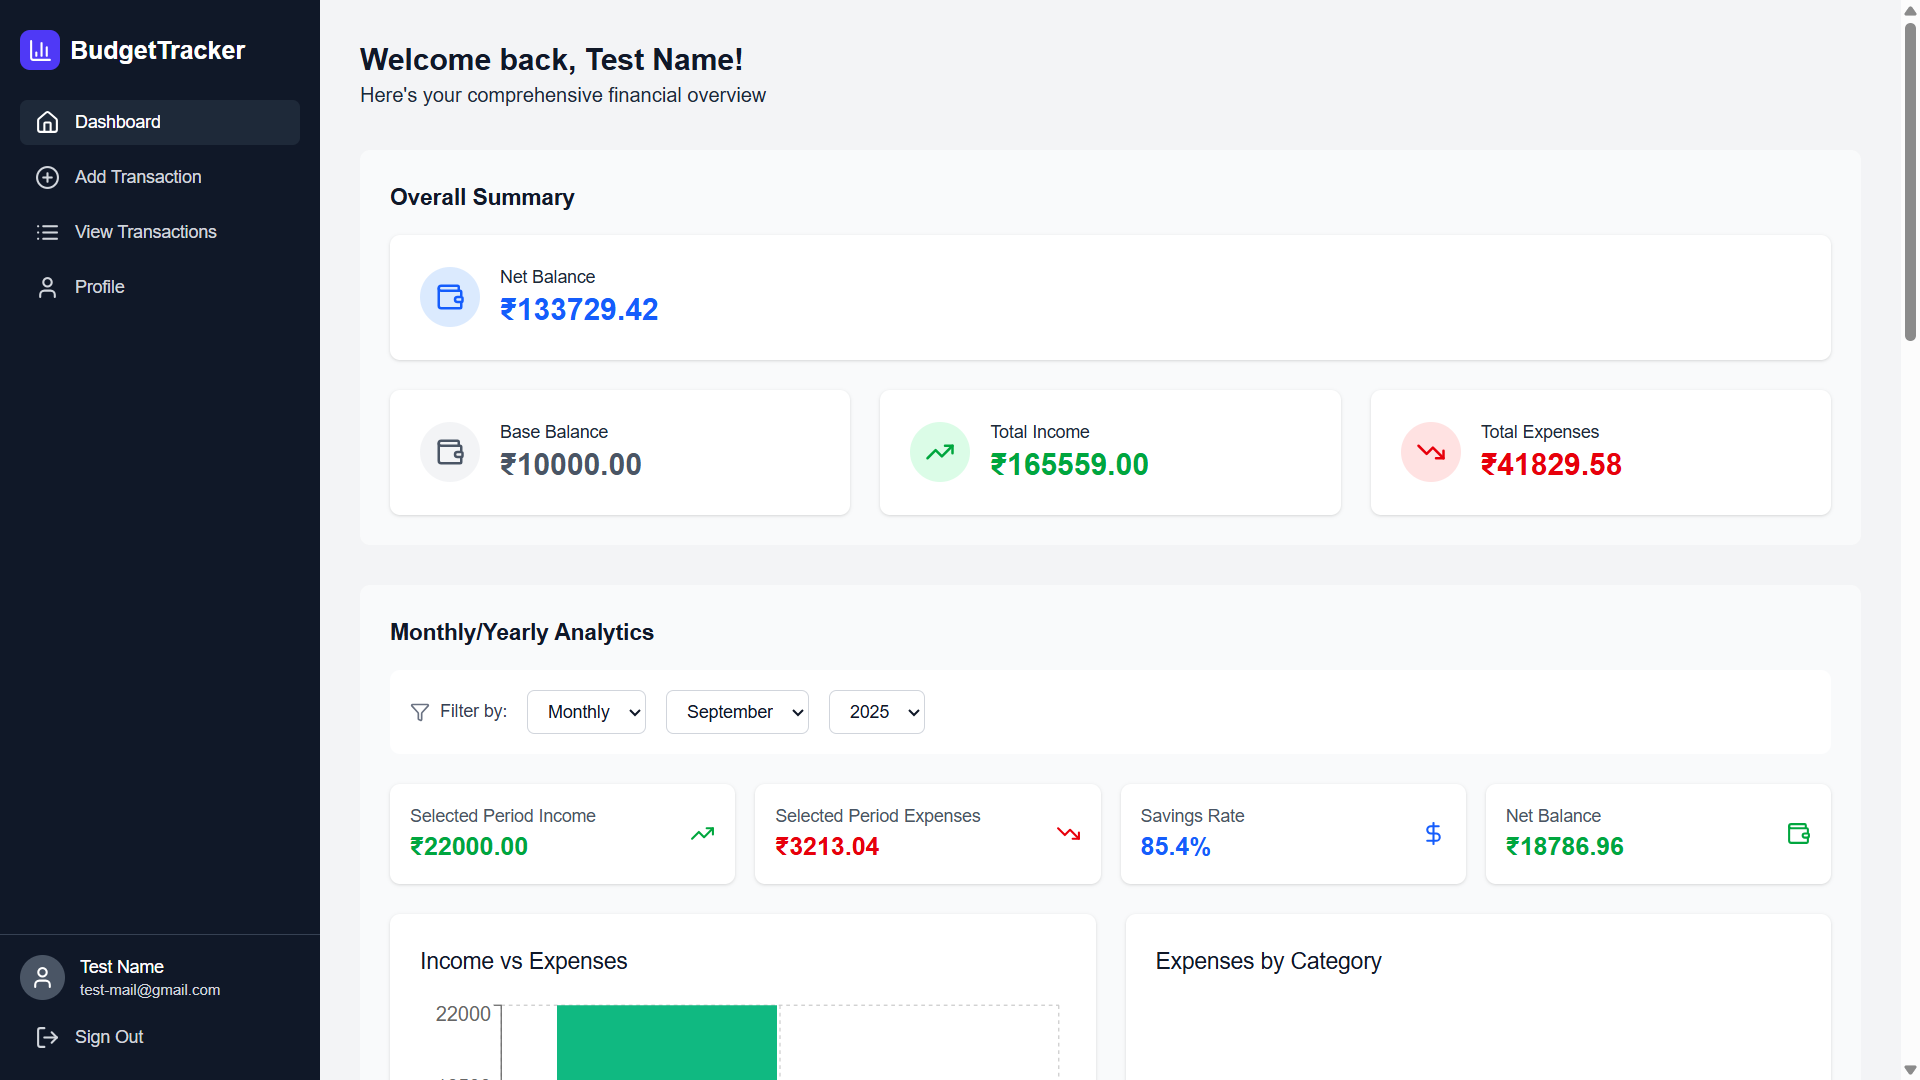 BudgetTracker
Dashboard
Add Transaction
View Transactions
Profile
Test Name
test-mail@gmail.com
Sign Out
Welcome back, Test Name!
Here's your comprehensive financial overview
Overall Summary
Net Balance
₹133729.42
Base Balance
₹10000.00
Total Income
₹165559.00
Total Expenses
₹41829.58
Monthly/Yearly Analytics
Filter by:
Monthly
September
2025
Selected Period Income
₹22000.00
Selected Period Expenses
₹3213.04
Savings Rate
85.4%
Net Balance
₹18786.96
Income vs Expenses
22000
Expenses by Category